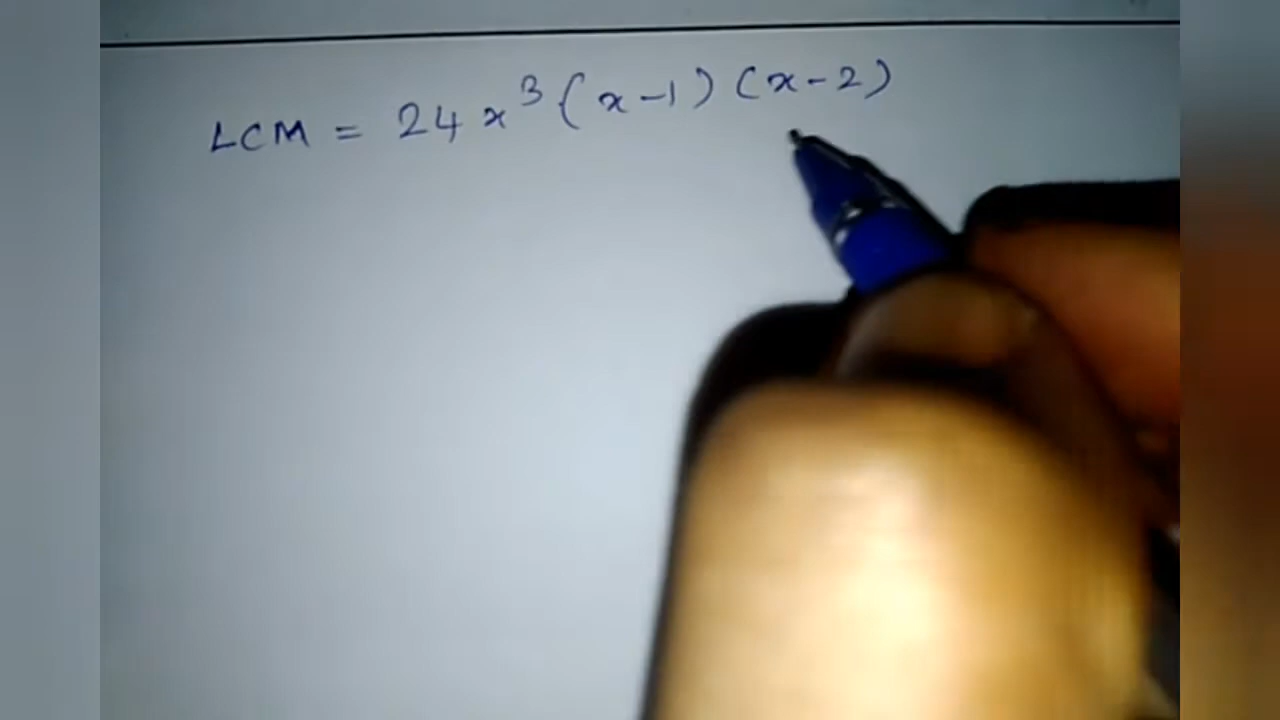 LCM = 24x³(x-1)(x-2)